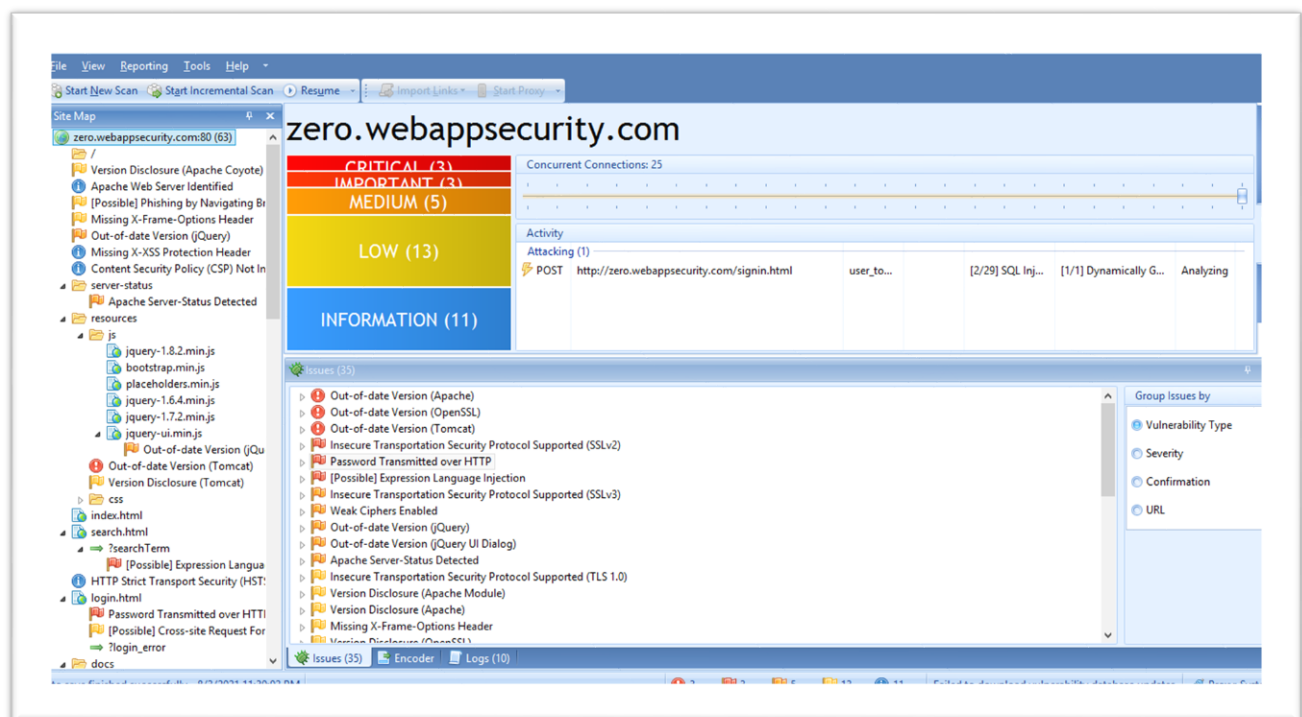 File View Reporting Tools Help
Start New Scan Start Incremental Scan Resume Import Links Start Proxy
Site Map
zero.webappsecurity.com:80 (63)
/
Version Disclosure (Apache Coyote)
Apache Web Server Identified
[Possible] Phishing by Navigating Br
Missing X-Frame-Options Header
Out-of-date Version (jQuery)
Missing X-XSS Protection Header
Content Security Policy (CSP) Not In
server-status
Apache Server-Status Detected
resources
js
jquery-1.8.2.min.js
bootstrap.min.js
placeholders.min.js
jquery-1.6.4.min.js
jquery-1.7.2.min.js
jquery-ui.min.js
Out-of-date Version (jQu
Out-of-date Version (Tomcat)
Version Disclosure (Tomcat)
css
index.html
search.html
?searchTerm
[Possible] Expression Langua
HTTP Strict Transport Security (HST
login.html
Password Transmitted over HTT
[Possible] Cross-site Request For
?login_error
docs
zero.webappsecurity.com
CRITICAL (3)
IMPORTANT (3)
MEDIUM (5)
LOW (13)
INFORMATION (11)
Concurrent Connections: 25
Activity
Attacking (1)
POST http://zero.webappsecurity.com/signin.html user_to... [2/29] SQL Inj... [1/1] Dynamically G... Analyzing
Issues (35)
Out-of-date Version (Apache)
Out-of-date Version (OpenSSL)
Out-of-date Version (Tomcat)
Insecure Transportation Security Protocol Supported (SSLv2)
Password Transmitted over HTTP
[Possible] Expression Language Injection
Insecure Transportation Security Protocol Supported (SSLv3)
Weak Ciphers Enabled
Out-of-date Version (jQuery)
Out-of-date Version (jQuery UI Dialog)
Apache Server-Status Detected
Insecure Transportation Security Protocol Supported (TLS 1.0)
Version Disclosure (Apache Module)
Version Disclosure (Apache)
Missing X-Frame-Options Header
Version Disclosure (OpenSSL)
Group Issues by
Vulnerability Type
Severity
Confirmation
URL
Issues (35) Encoder Logs (10)